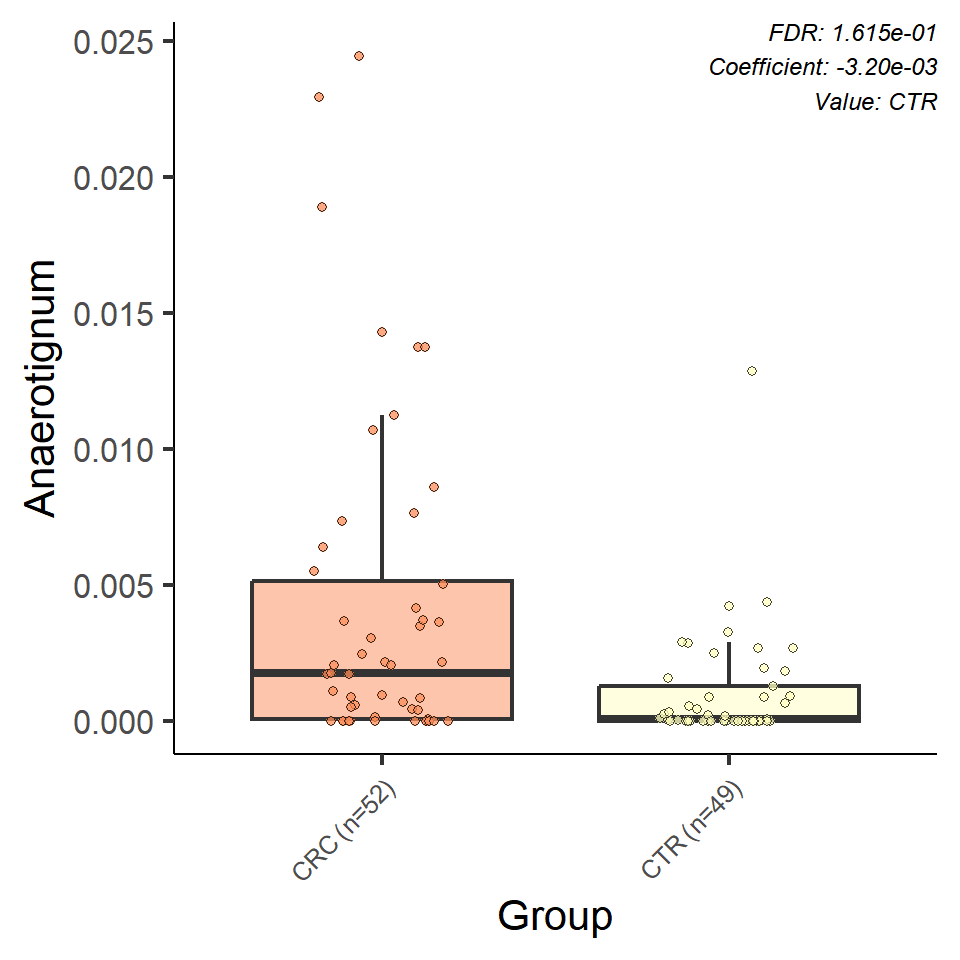 FDR: 1.615e-01
Coefficient: -3.20e-03
Value: CTR
0.025
0.020
0.015
0.010
0.005
0.000
Anaerotignum
CRC (n=52)
CTR (n=49)
Group